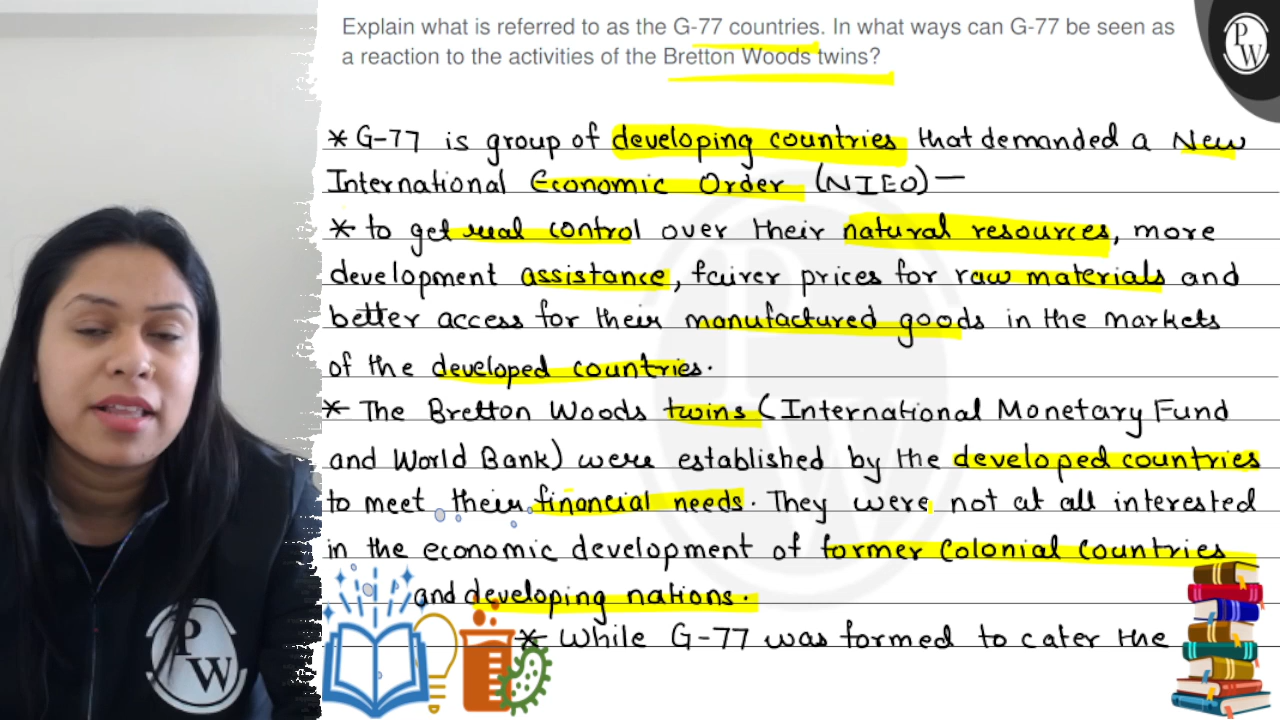 Explain what is referred to as the G-77 countries. In what ways can G-77 be seen as
a reaction to the activities of the Bretton Woods twins?
* G-77 is group of developing countries that demanded a New
International Economic Order (NIEO) —
* to get real control over their natural resources, more
development assistance, fairer prices for raw materials and
better access for their manufactured goods in the markets
of the developed countries.
* The Bretton Woods twins (International Monetary Fund
and World Bank) were established by the developed countries
to meet their financial needs. They were not at all interested
in the economic development of former colonial countries
and developing nations.
* While G-77 was formed to cater the
PW
PW
PW